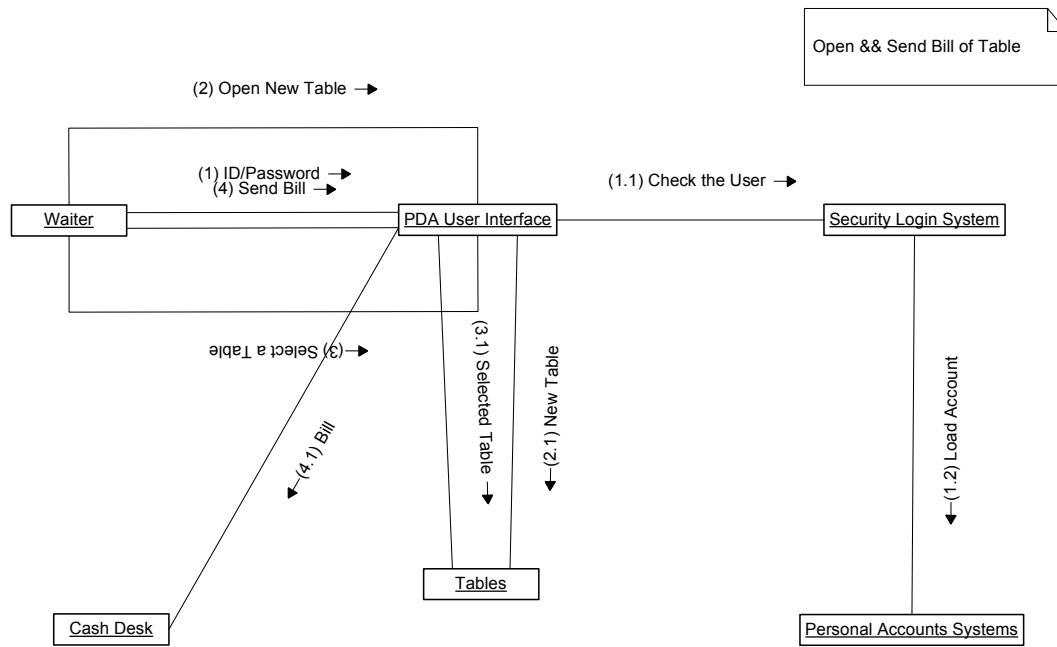 Open && Send Bill of Table
(2) Open New Table
(1) ID/Password
(4) Send Bill
(1.1) Check the User
Waiter
PDA User Interface
Security Login System
(3) Select a Table
(3.1) Selected Table
(2.1) New Table
(4.1) Bill
(1.2) Load Account
Tables
Cash Desk
Personal Accounts Systems